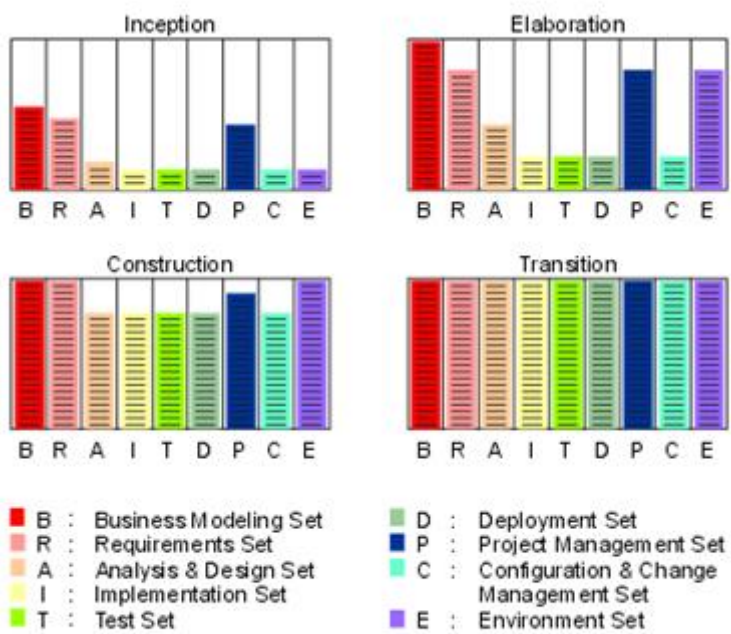 Inception
Elaboration
B R A I T D P C E
B R A I T D P C E
Construction
Transition
B R A I T D P C E
B R A I T D P C E
B : Business Modeling Set
R : Requirements Set
A : Analysis & Design Set
I : Implementation Set
T : Test Set
D : Deployment Set
P : Project Management Set
C : Configuration & Change
Management Set
E : Environment Set